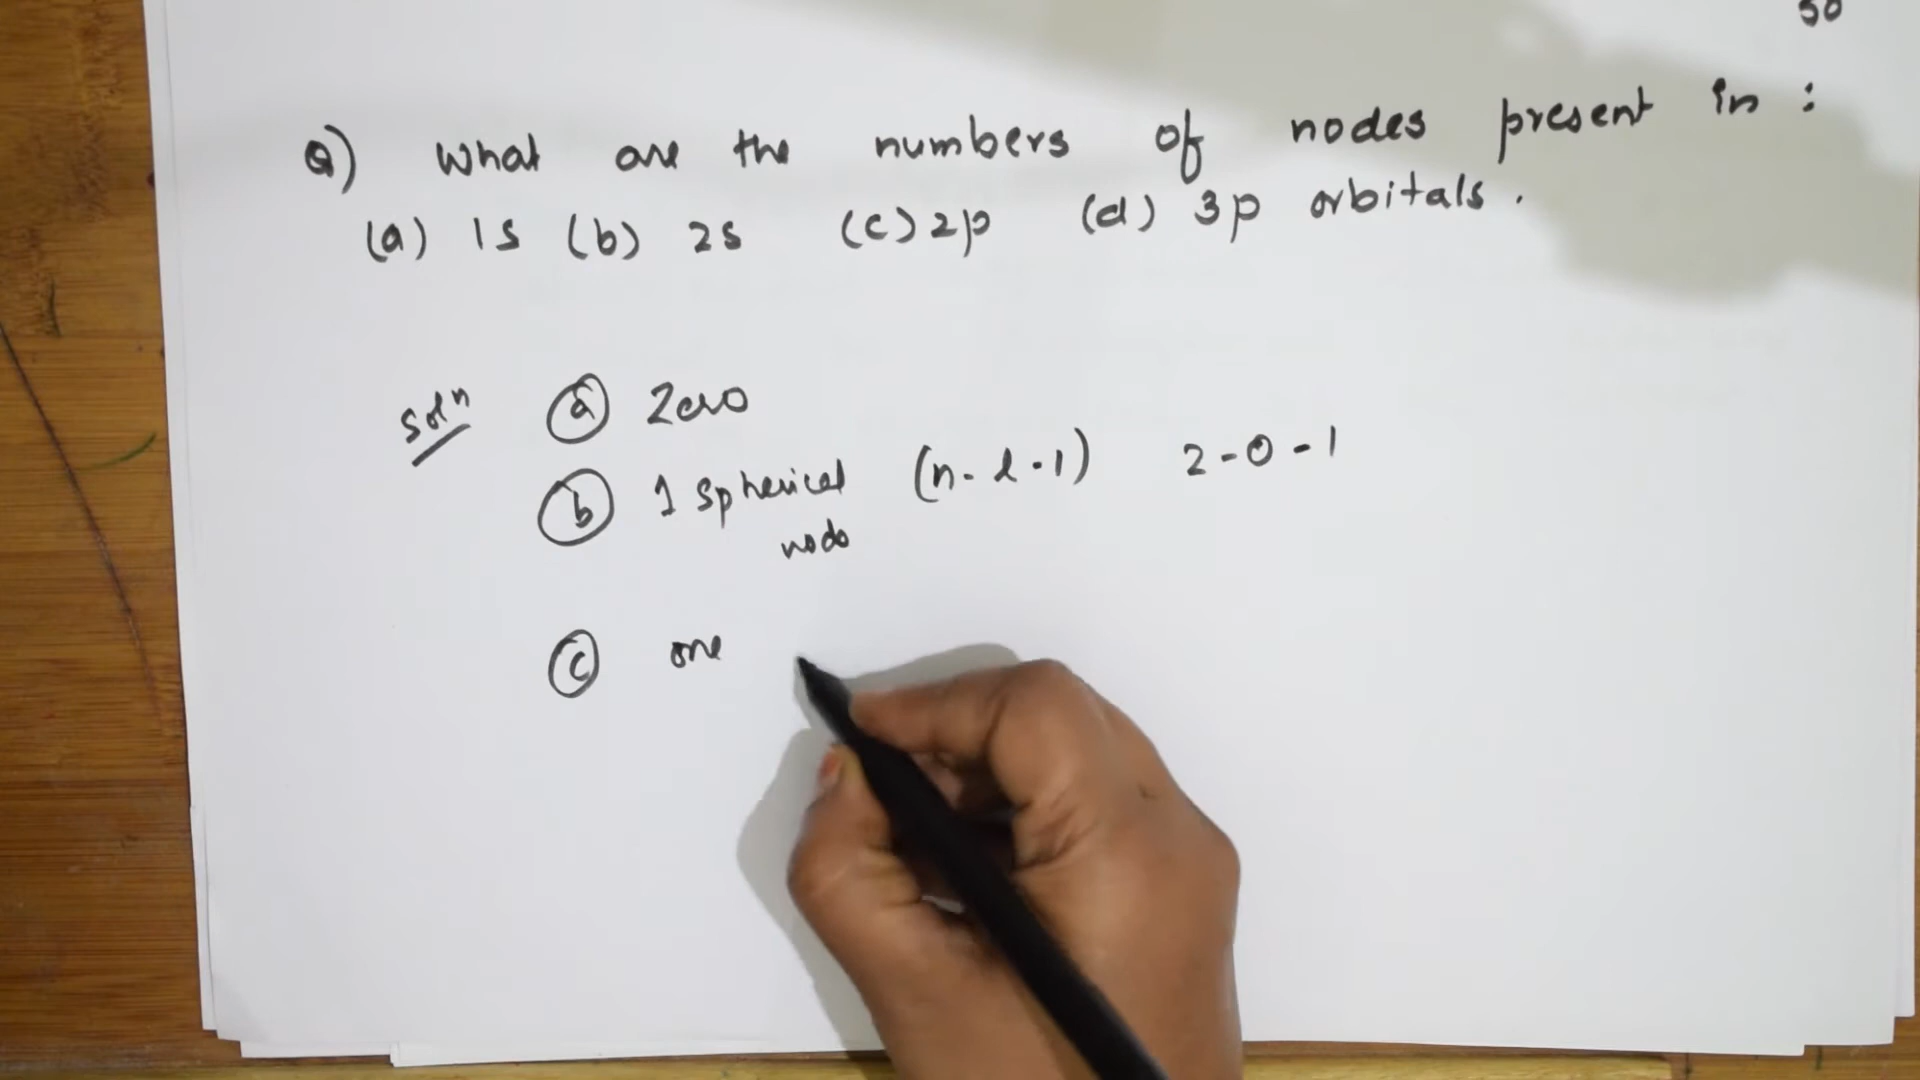 50
Q) What are the numbers of nodes present in :
(a) 1s (b) 2s (c) 2p (d) 3p orbitals.
Solⁿ (a) Zero
(b) 1 spherical (n-l-1) 2-0-1
node
(c) one